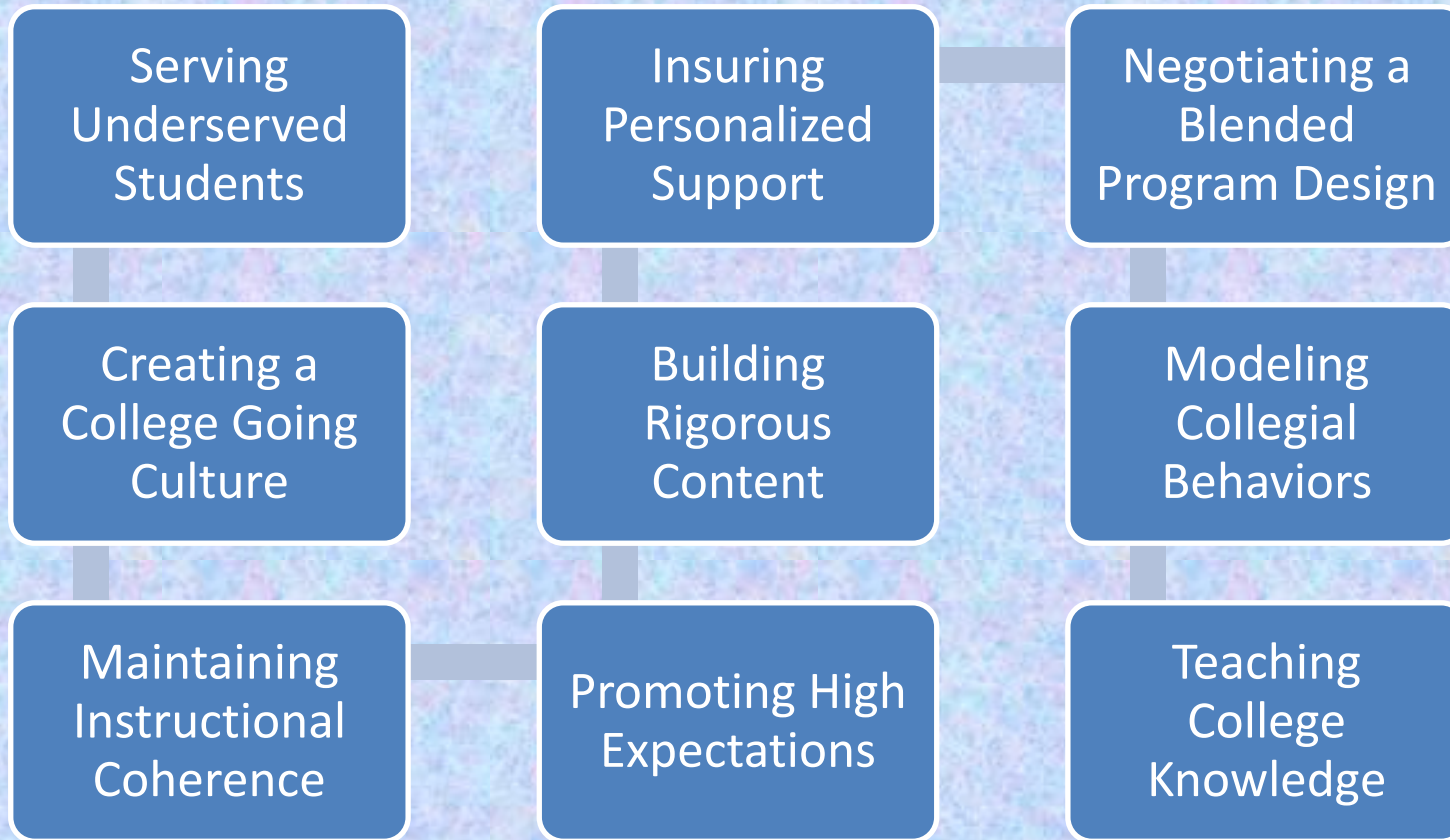 Serving
Underserved
Students
Creating a
College Going
Culture
Maintaining
Instructional
Coherence
Promoting High
Expectations
Building
Rigorous
Content
Insuring
Personalized
Support
Negotiating a
Blended
Program Design
Modeling
Collegial
Behaviors
Teaching
College
Knowledge